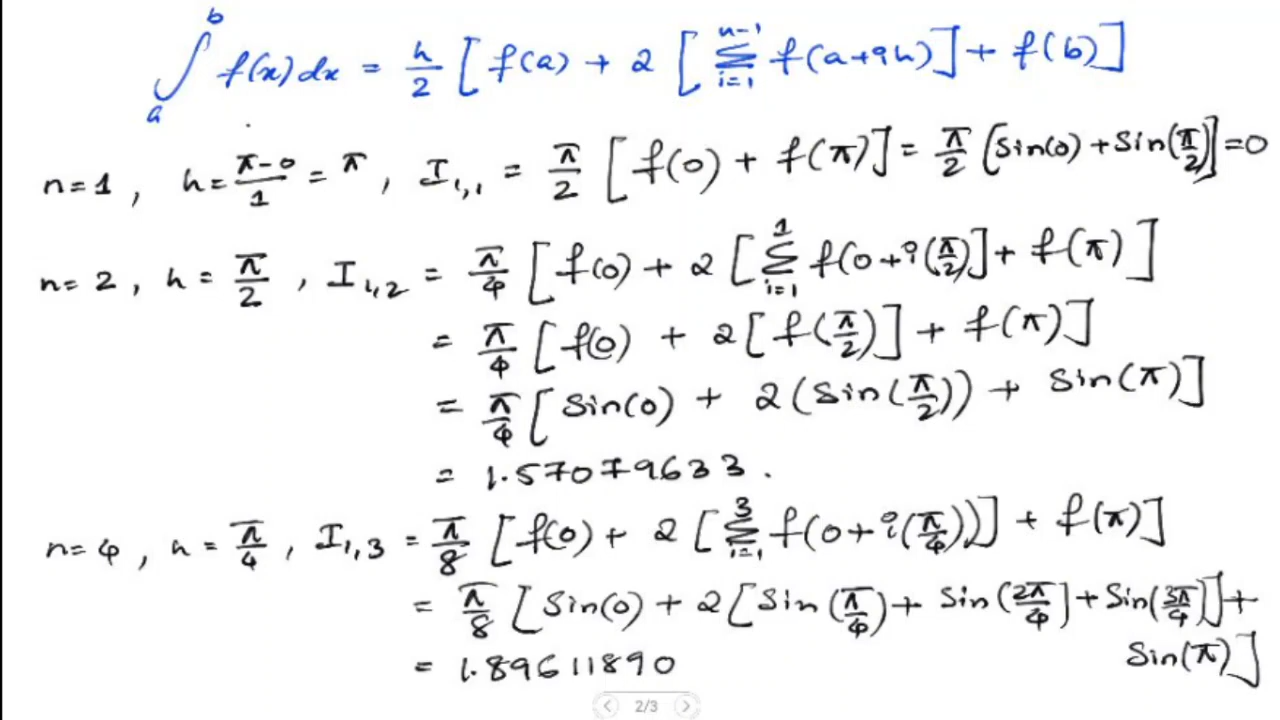 ∫_a^b f(x)dx = h/2 [f(a) + 2 [∑_{i=1}^{n-1} f(a+ih)] + f(b)]
n=1, h = (π-0)/1 = π, I_{1,1} = π/2 [f(0) + f(π)] = π/2 [Sin(0) + Sin(π/2)] = 0
n=2, h = π/2, I_{1,2} = π/4 [f(0) + 2 [∑_{i=1}^{1} f(0+i(π/2)] + f(π)]
= π/4 [f(0) + 2[f(π/2)] + f(π)]
= π/4 [Sin(0) + 2(Sin(π/2)) + Sin(π)]
= 1.57079633.
n=4, h = π/4, I_{1,3} = π/8 [f(0) + 2 [∑_{i=1}^{3} f(0+i(π/4))] + f(π)]
= π/8 [Sin(0) + 2[Sin(π/4) + Sin(2π/4] + Sin(3π/4)] +
Sin(π)]
= 1.89611890
2/3